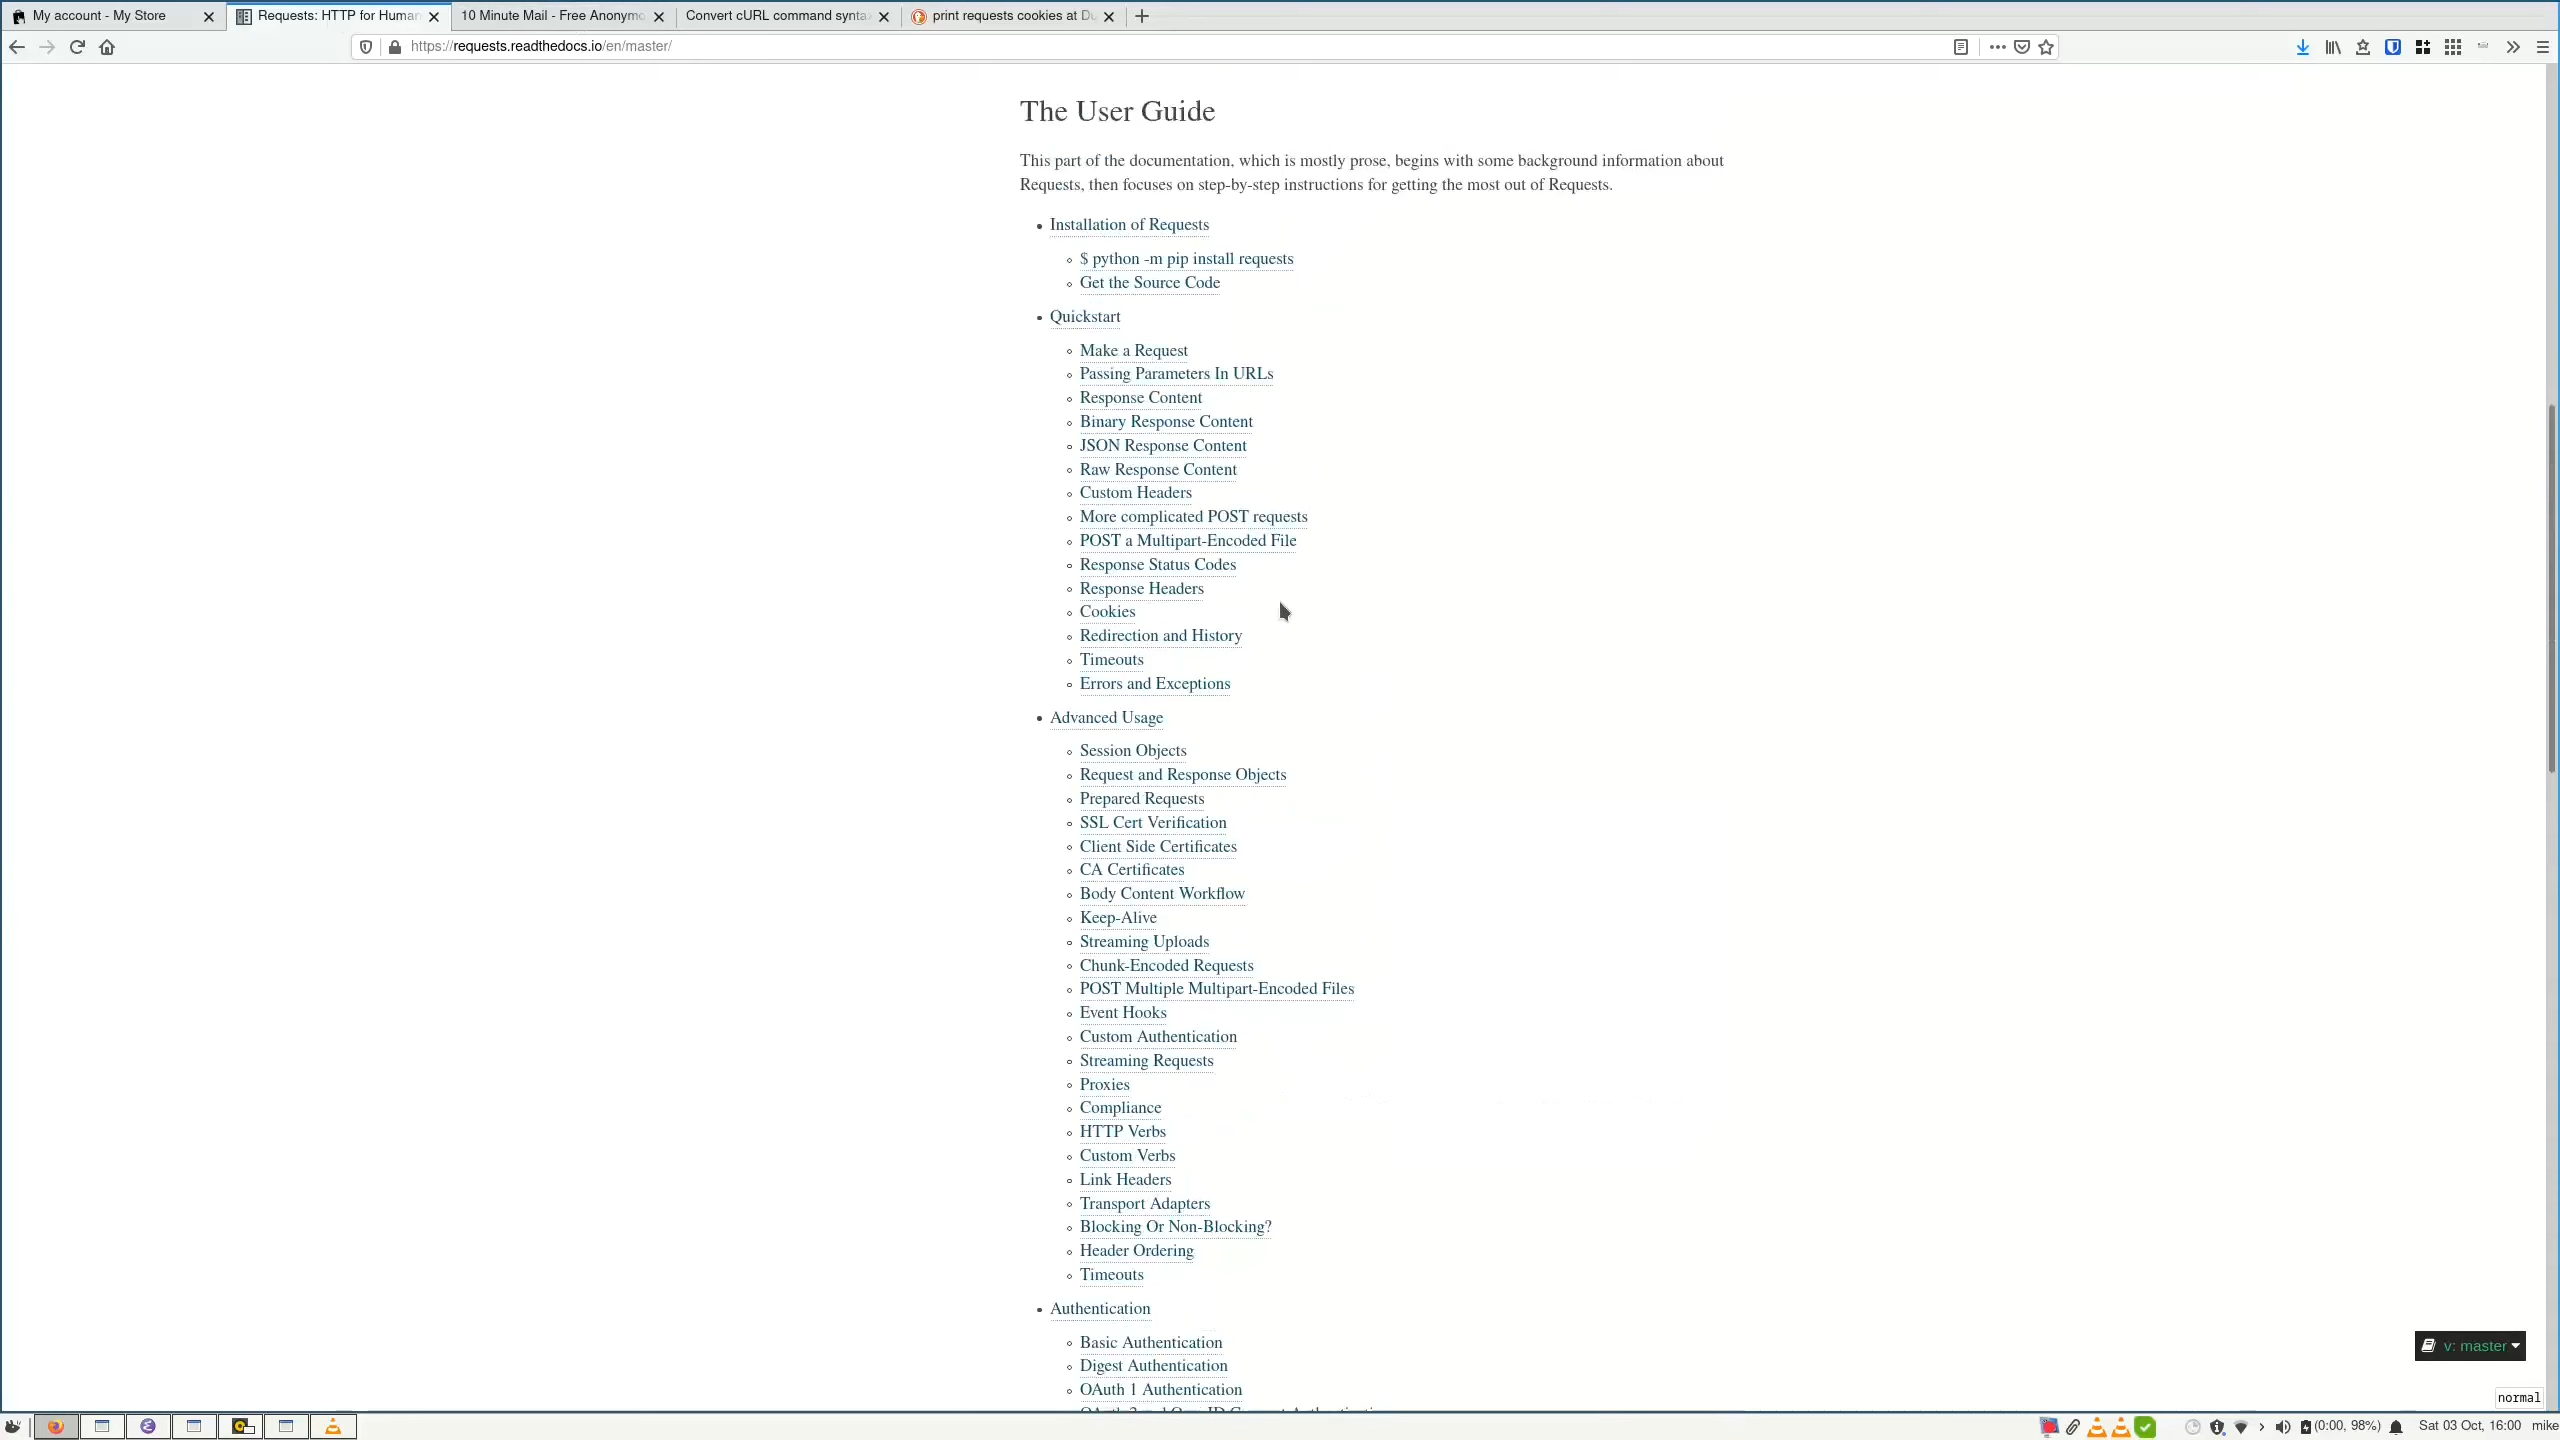 My account - My Store
Requests: HTTP for Human
10 Minute Mail - Free Anonymo
Convert cURL command synta
print requests cookies at Du
https://requests.readthedocs.io/en/master/
The User Guide
This part of the documentation, which is mostly prose, begins with some background information about
Requests, then focuses on step-by-step instructions for getting the most out of Requests.
Installation of Requests
$ python -m pip install requests
Get the Source Code
Quickstart
Make a Request
Passing Parameters In URLs
Response Content
Binary Response Content
JSON Response Content
Raw Response Content
Custom Headers
More complicated POST requests
POST a Multipart-Encoded File
Response Status Codes
Response Headers
Cookies
Redirection and History
Timeouts
Errors and Exceptions
Advanced Usage
Session Objects
Request and Response Objects
Prepared Requests
SSL Cert Verification
Client Side Certificates
CA Certificates
Body Content Workflow
Keep-Alive
Streaming Uploads
Chunk-Encoded Requests
POST Multiple Multipart-Encoded Files
Event Hooks
Custom Authentication
Streaming Requests
Proxies
Compliance
HTTP Verbs
Custom Verbs
Link Headers
Transport Adapters
Blocking Or Non-Blocking?
Header Ordering
Timeouts
Authentication
Basic Authentication
Digest Authentication
OAuth 1 Authentication
v: master
normal
(0:00, 98%)
Sat 03 Oct, 16:00
mike